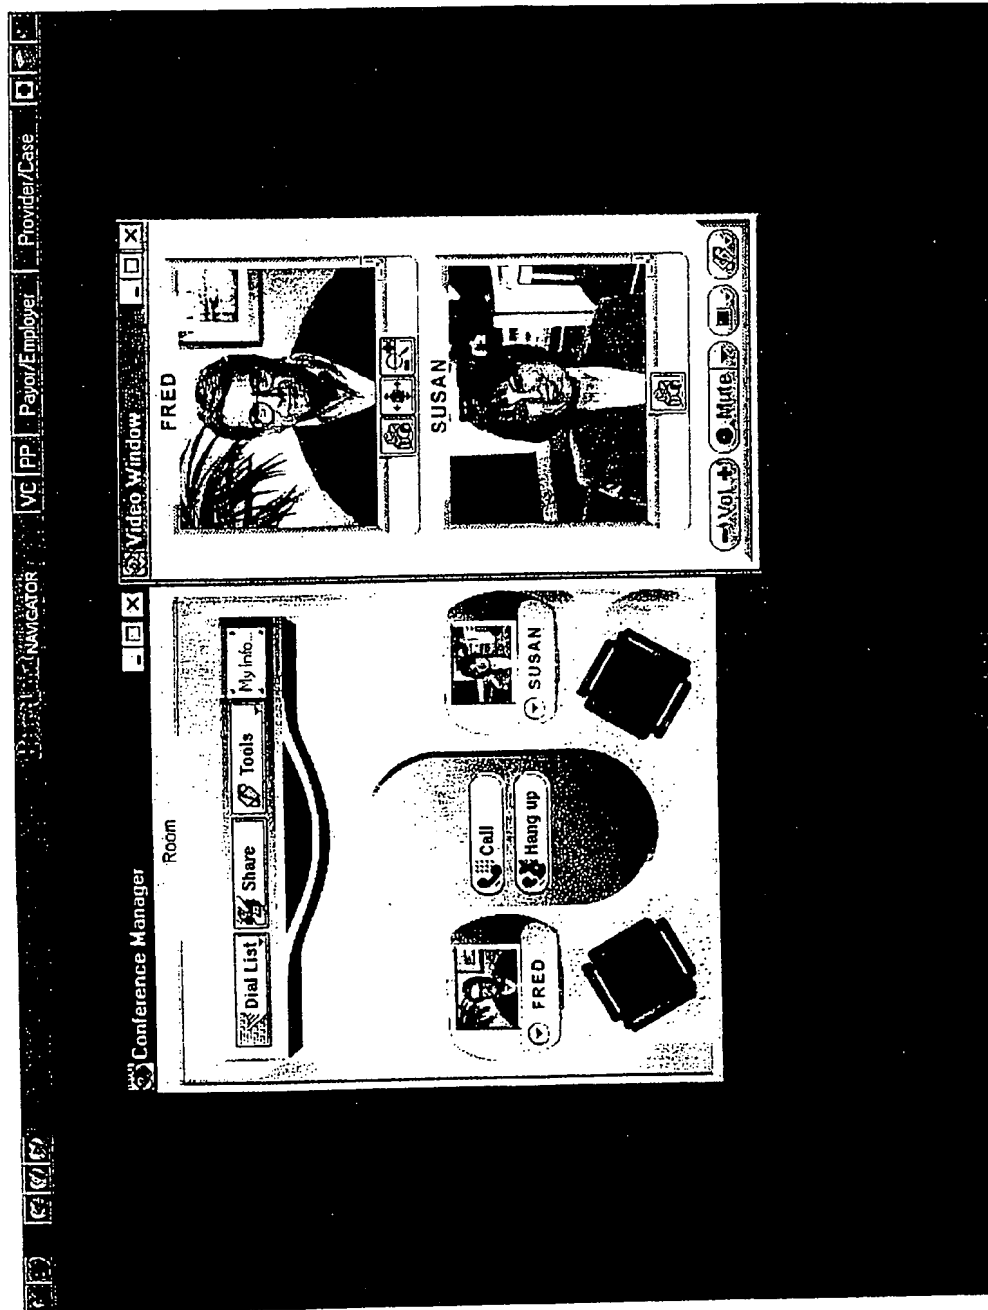 NAVIGATOR VC PP Payor/Employer Provider/Case
Conference Manager
Room
Dial List Share Tools My Info...
Call
Hang up
FRED
SUSAN
Video Window
FRED
SUSAN
Vol Mute